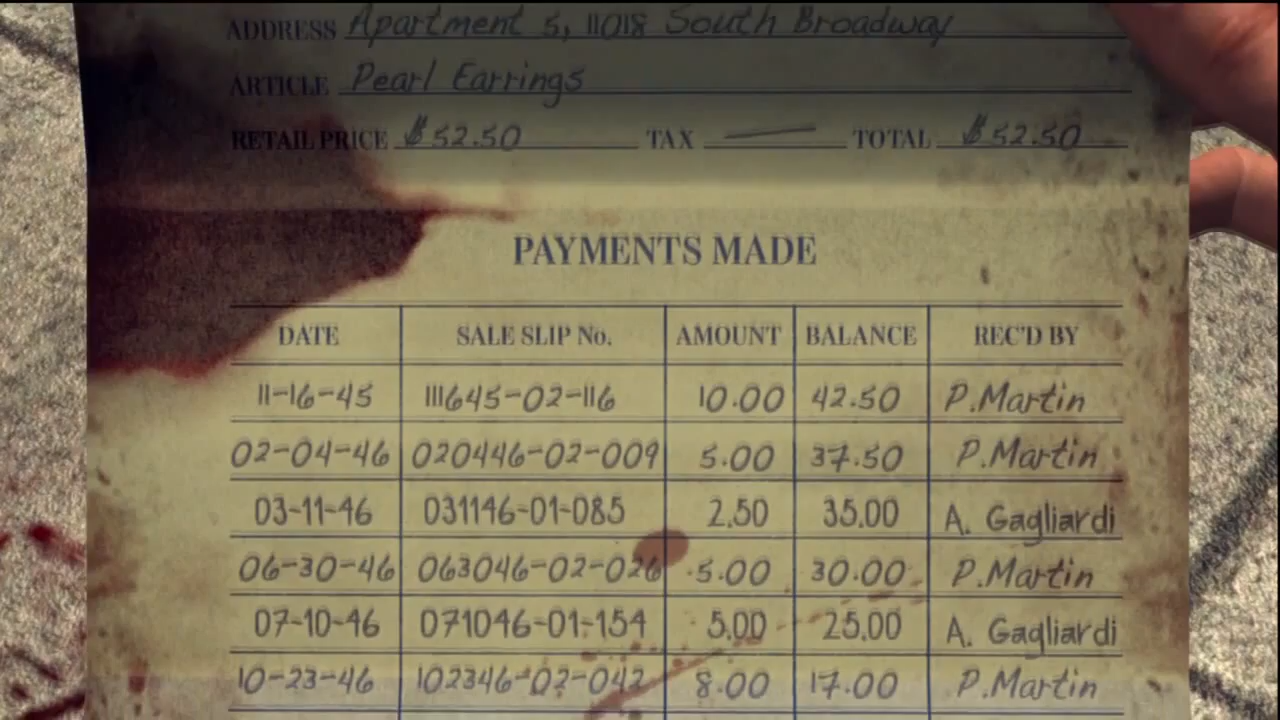 ADDRESS Apartment 5, 11018 South Broadway
ARTICLE Pearl Earrings
RETAIL PRICE $52.50 TAX — TOTAL $52.50
PAYMENTS MADE
DATE SALE SLIP No. AMOUNT BALANCE REC'D BY
11-16-45 111645-02-116 10.00 42.50 P.Martin
02-04-46 020446-02-009 5.00 37.50 P.Martin
03-11-46 031146-01-085 2.50 35.00 A. Gagliardi
06-30-46 063046-02-026 5.00 30.00 P.Martin
07-10-46 071046-01-154 5.00 25.00 A. Gagliardi
10-23-46 102346-02-042 8.00 17.00 P.Martin